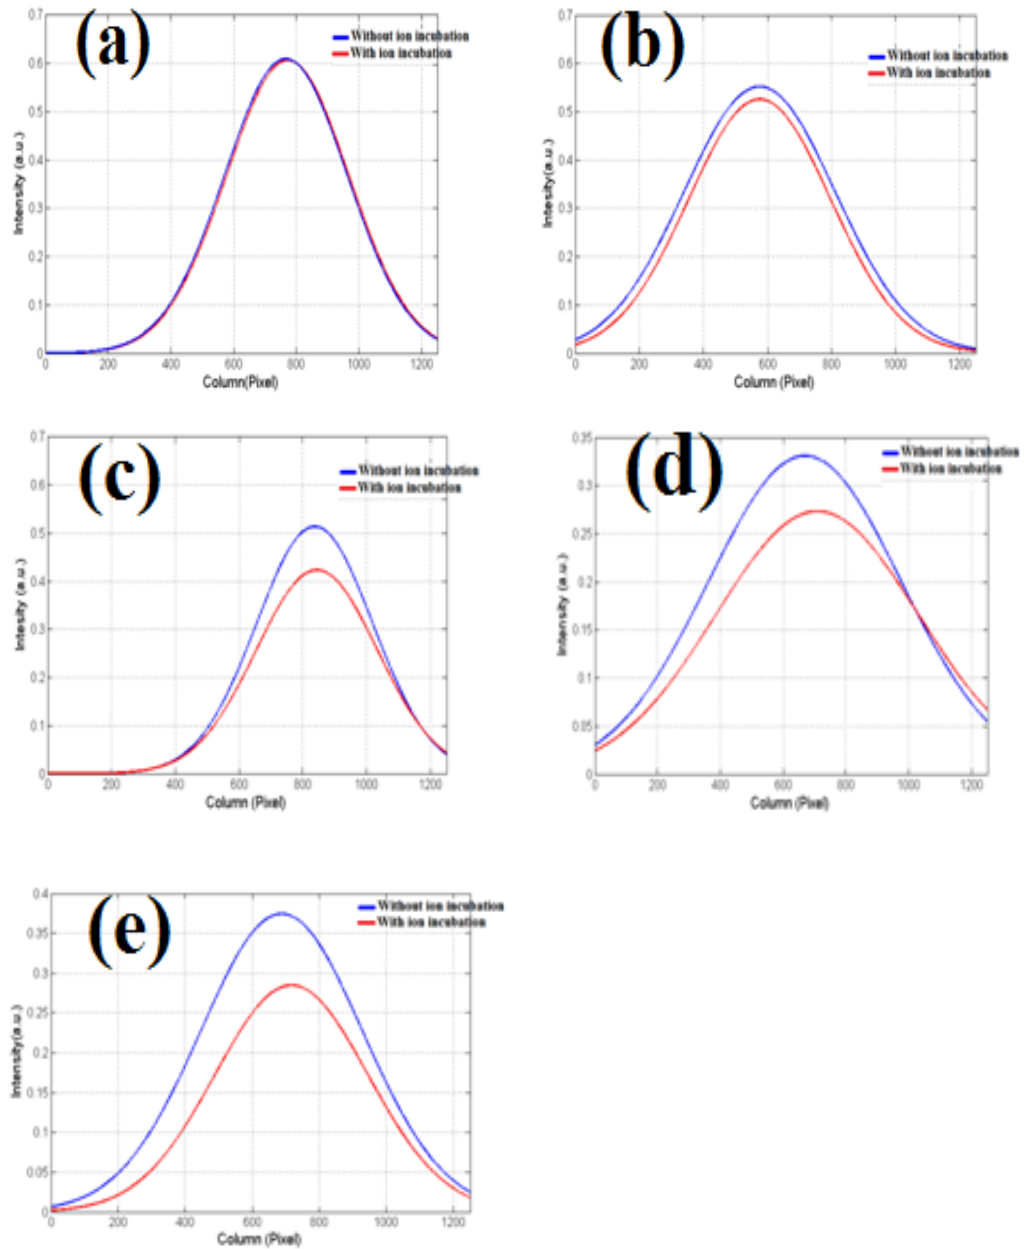 (a)
Without ion incubation
With ion incubation
0.7
0.6
0.5
0.4
0.3
0.2
0.1
0
Intensity (a.u.)
0 200 400 600 800 1000 1200
Column(Pixel)
(b)
Without ion incubation
With ion incubation
0.7
0.6
0.5
0.4
0.3
0.2
0.1
0
Intesity(a.u.)
0 200 400 600 800 1000 1200
Column (Pixel)
(c)
Without ion incubation
With ion incubation
0.7
0.6
0.5
0.4
0.3
0.2
0.1
0
Intesity (a.u.)
0 200 400 600 800 1000 1200
Column (Pixel)
(d)
Without ion incubation
With ion incubation
0.35
0.3
0.25
0.2
0.15
0.1
0.05
0
Intensity (a.u.)
0 200 400 600 800 1000 1200
Column (Pixel)
(e)
Without ion incubation
With ion incubation
0.4
0.35
0.3
0.25
0.2
0.15
0.1
0.05
0
Intensity(a.u.)
0 200 400 600 800 1000 1200
Column (Pixel)